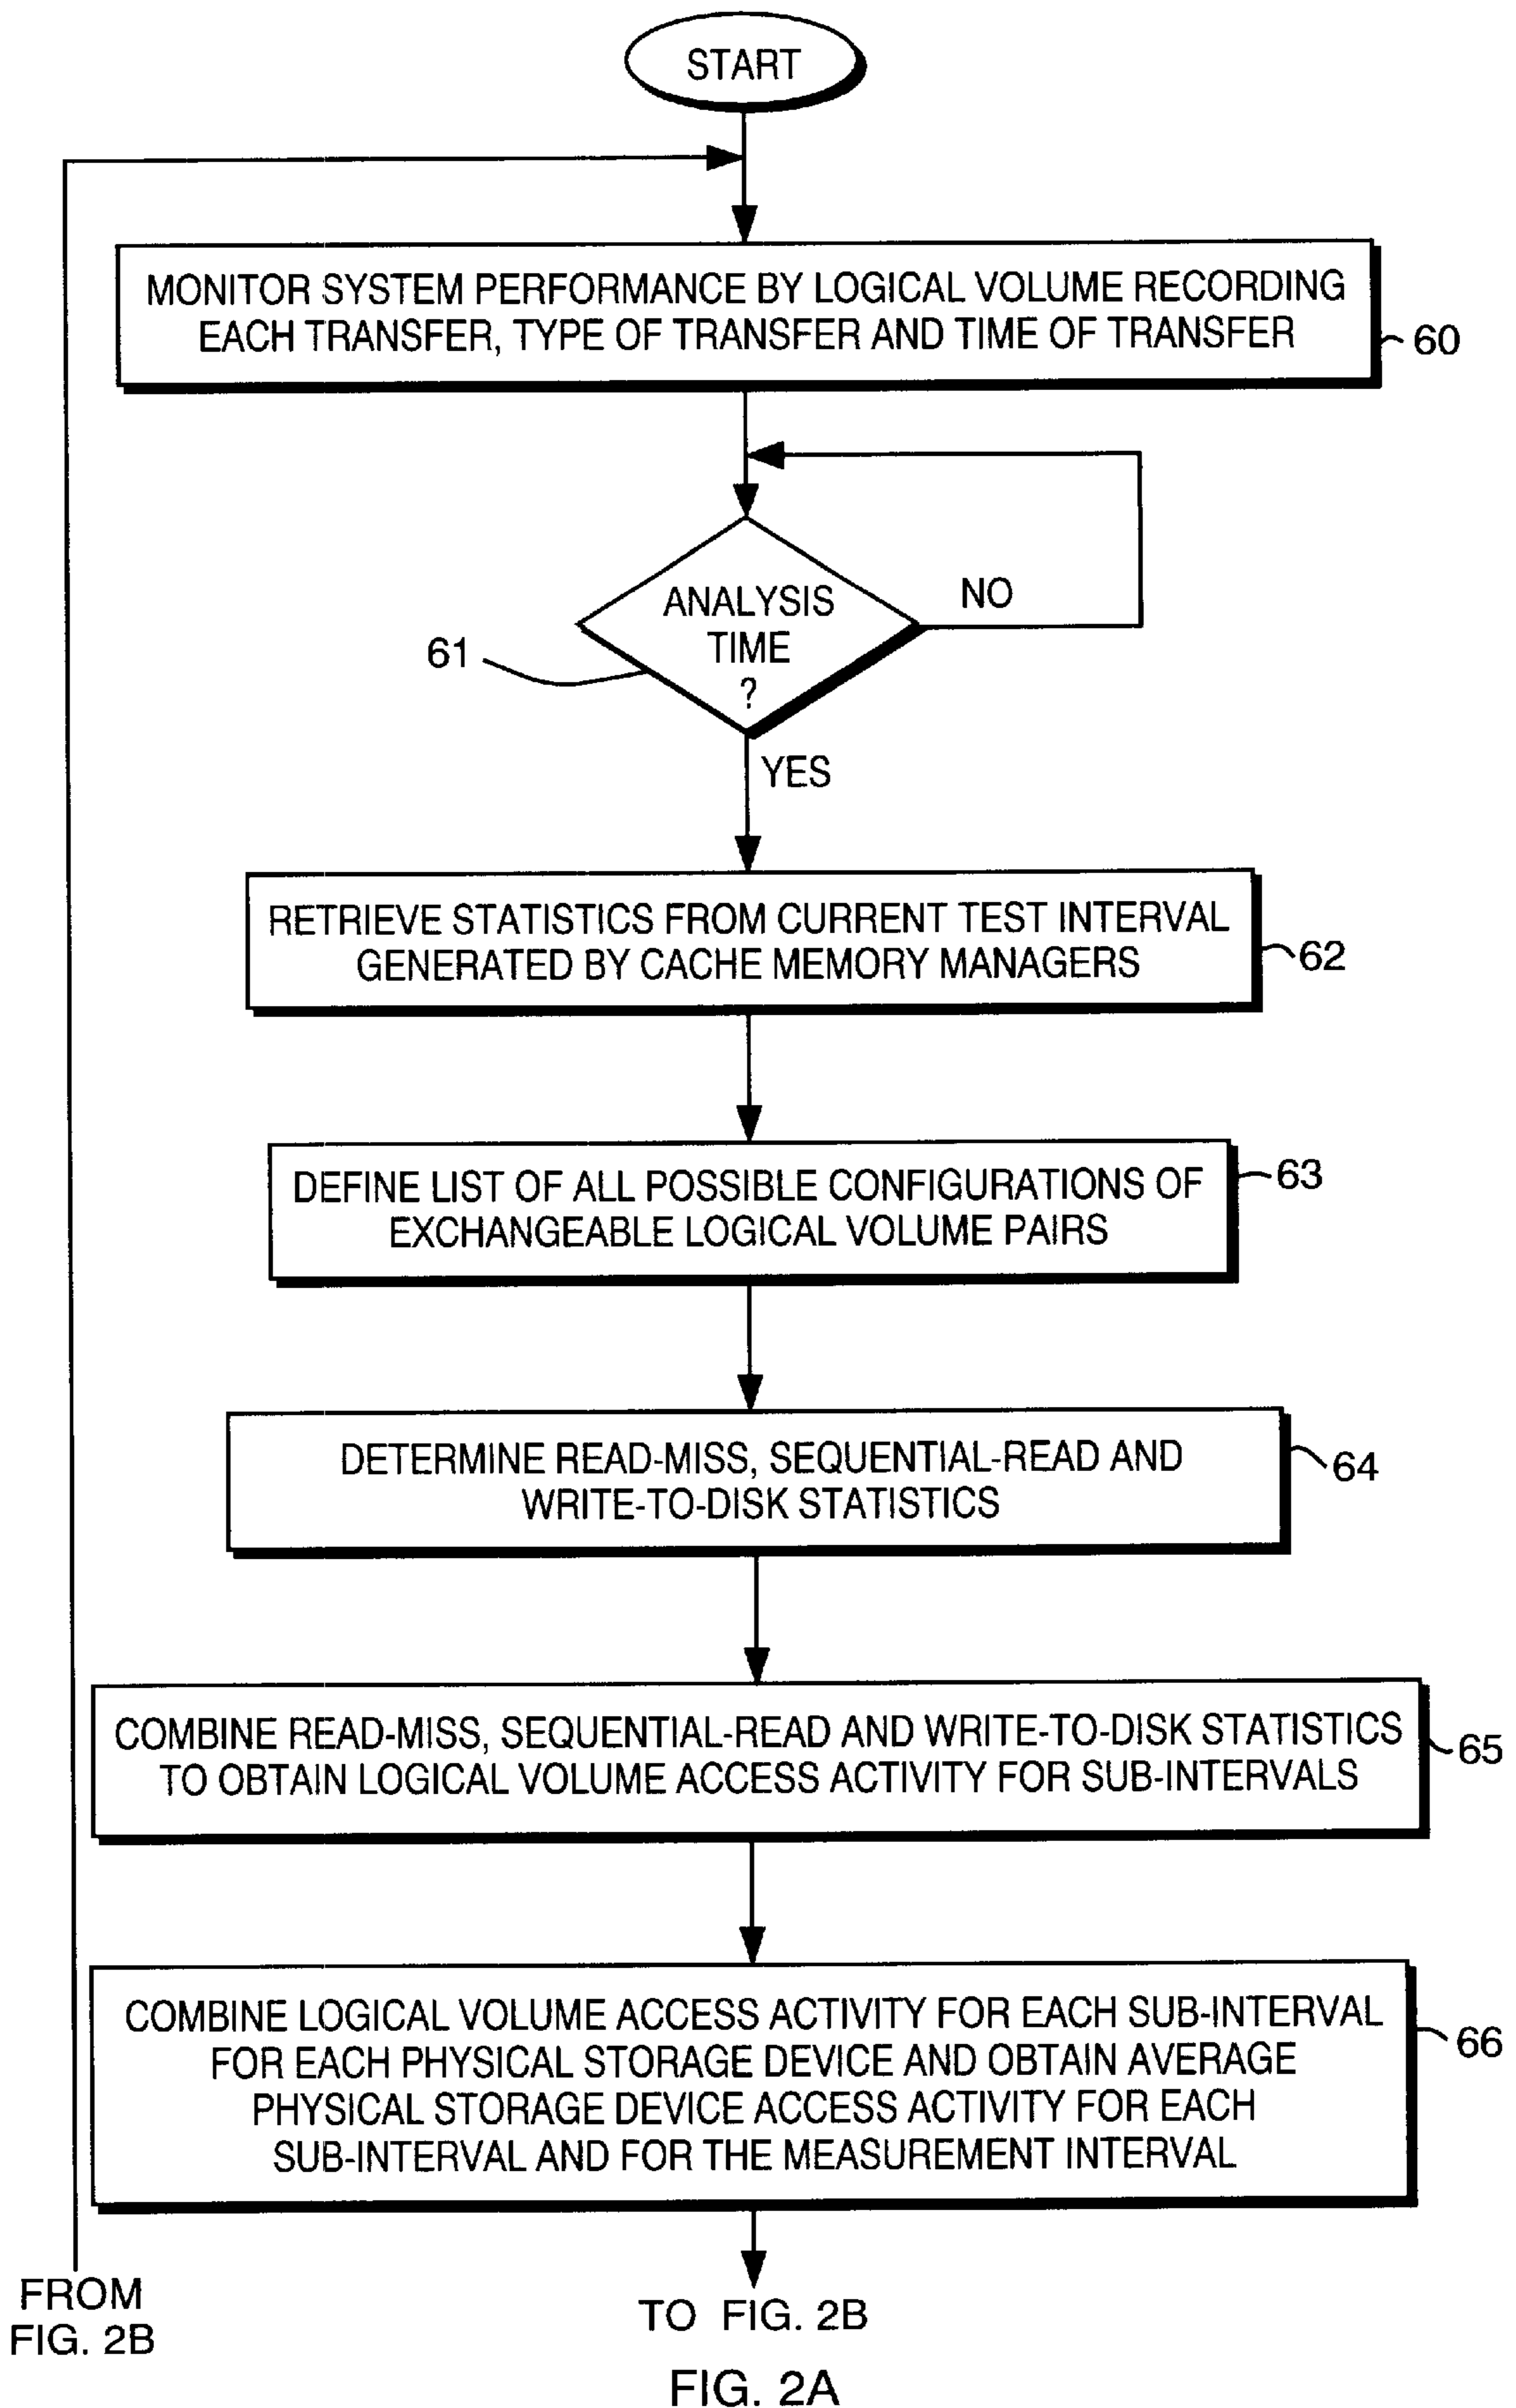 START
MONITOR SYSTEM PERFORMANCE BY LOGICAL VOLUME RECORDING
EACH TRANSFER, TYPE OF TRANSFER AND TIME OF TRANSFER
60
ANALYSIS
TIME
?
NO
61
YES
RETRIEVE STATISTICS FROM CURRENT TEST INTERVAL
GENERATED BY CACHE MEMORY MANAGERS
62
DEFINE LIST OF ALL POSSIBLE CONFIGURATIONS OF
EXCHANGEABLE LOGICAL VOLUME PAIRS
63
DETERMINE READ-MISS, SEQUENTIAL-READ AND
WRITE-TO-DISK STATISTICS
64
COMBINE READ-MISS, SEQUENTIAL-READ AND WRITE-TO-DISK STATISTICS
TO OBTAIN LOGICAL VOLUME ACCESS ACTIVITY FOR SUB-INTERVALS
65
COMBINE LOGICAL VOLUME ACCESS ACTIVITY FOR EACH SUB-INTERVAL
FOR EACH PHYSICAL STORAGE DEVICE AND OBTAIN AVERAGE
PHYSICAL STORAGE DEVICE ACCESS ACTIVITY FOR EACH
SUB-INTERVAL AND FOR THE MEASUREMENT INTERVAL
66
FROM
FIG. 2B
TO FIG. 2B
FIG. 2A